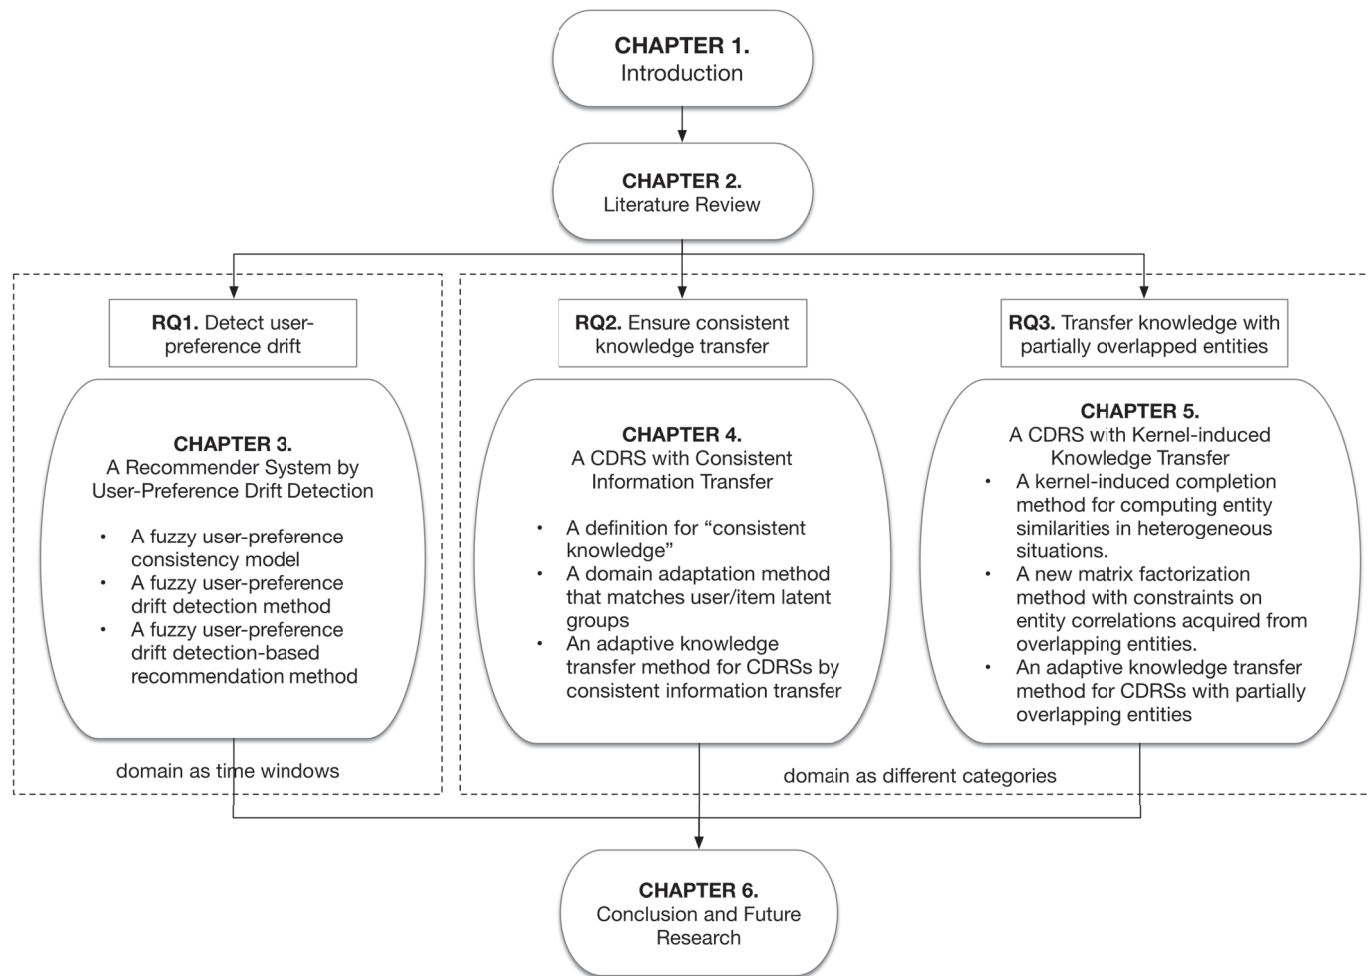 CHAPTER 1.
Introduction
CHAPTER 2.
Literature Review
RQ1. Detect user-
preference drift
CHAPTER 3.
A Recommender System by
User-Preference Drift Detection
• A fuzzy user-preference
consistency model
• A fuzzy user-preference
drift detection method
• A fuzzy user-preference
drift detection-based
recommendation method
domain as time windows
RQ2. Ensure consistent
knowledge transfer
CHAPTER 4.
A CDRS with Consistent
Information Transfer
• A definition for “consistent
knowledge”
• A domain adaptation method
that matches user/item latent
groups
• An adaptive knowledge
transfer method for CDRSs by
consistent information transfer
RQ3. Transfer knowledge with
partially overlapped entities
CHAPTER 5.
A CDRS with Kernel-induced
Knowledge Transfer
• A kernel-induced completion
method for computing entity
similarities in heterogeneous
situations.
• A new matrix factorization
method with constraints on
entity correlations acquired from
overlapping entities.
• An adaptive knowledge transfer
method for CDRSs with partially
overlapping entities
domain as different categories
CHAPTER 6.
Conclusion and Future
Research